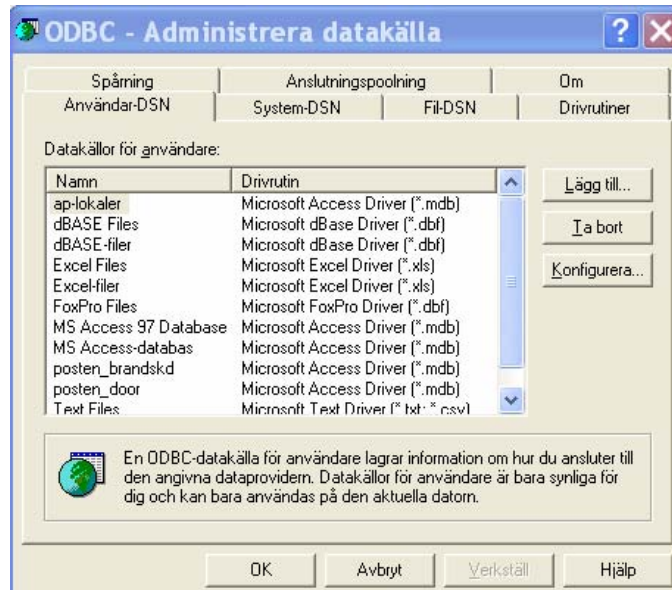 ODBC - Administrera datakälla
Spårning Anslutningspoolning Om
Användar-DSN System-DSN Fil-DSN Drivrutiner
Datakällor för användare:
Namn Drivrutin
ap-lokaler Microsoft Access Driver (*.mdb)
dBASE Files Microsoft dBase Driver (*.dbf)
dBASE-filer Microsoft dBase Driver (*.dbf)
Excel Files Microsoft Excel Driver (*.xls)
Excel-filer Microsoft Excel Driver (*.xls)
FoxPro Files Microsoft FoxPro Driver (*.dbf)
MS Access 97 Database Microsoft Access Driver (*.mdb)
MS Access-databas Microsoft Access Driver (*.mdb)
posten_brandskd Microsoft Access Driver (*.mdb)
posten_door Microsoft Access Driver (*.mdb)
Text Files Microsoft Text Driver (*.txt; *.csv)
Lägg till...
Ta bort
Konfigurera...
En ODBC-datakälla för användare lagrar information om hur du ansluter till
den angivna dataprovidern. Datakällor för användare är bara synliga för
dig och kan bara användas på den aktuella datorn.
OK Avbryt Verkställ Hjälp